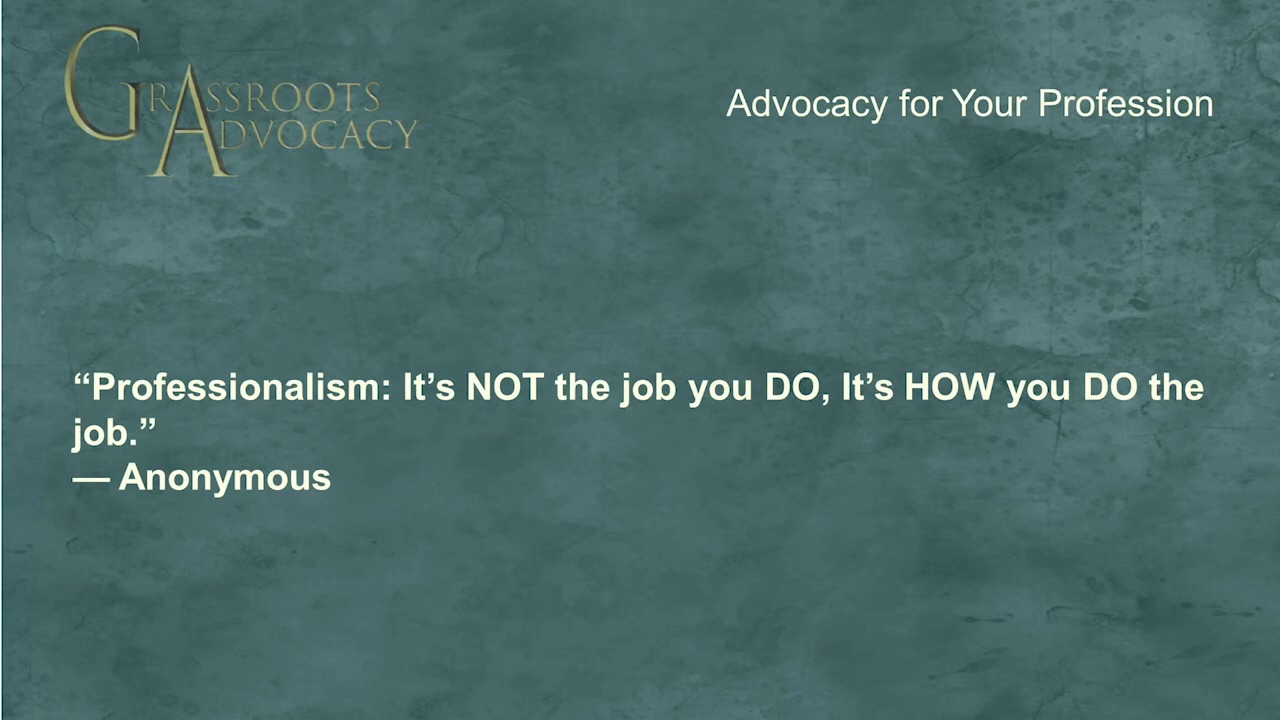 GRASSROOTS
ADVOCACY
Advocacy for Your Profession
“Professionalism: It’s NOT the job you DO, It’s HOW you DO the
job.”
— Anonymous